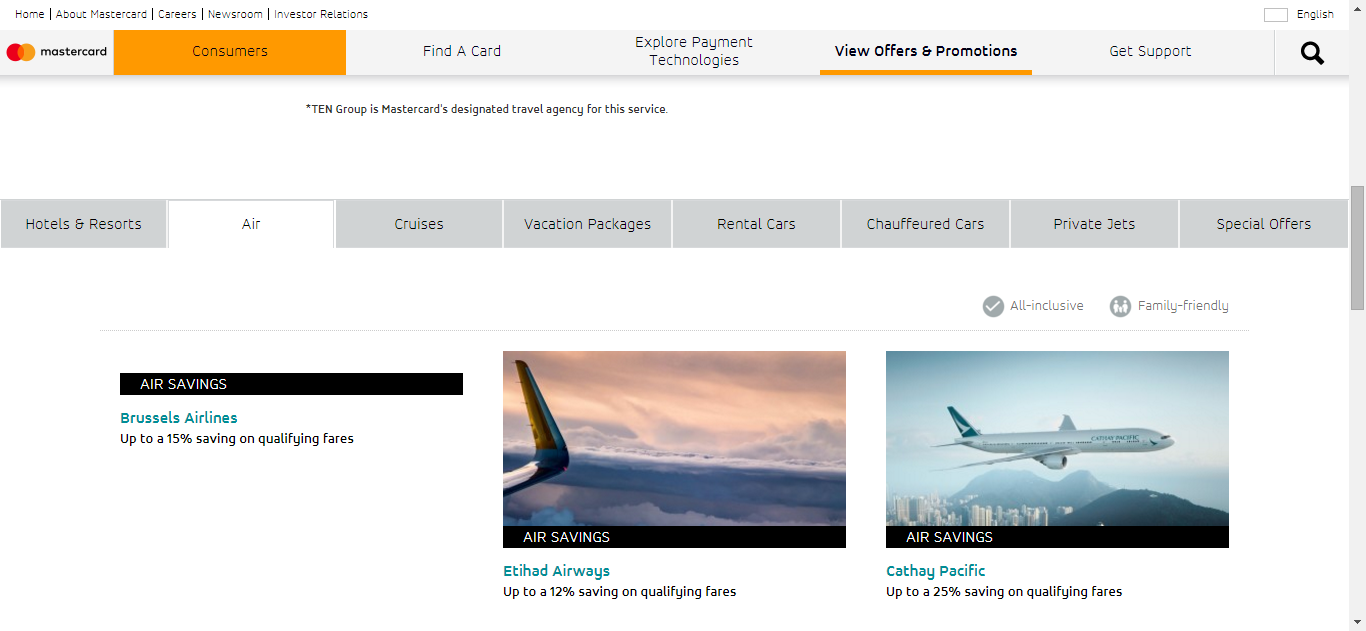 Home | About Mastercard | Careers | Newsroom | Investor Relations
English
mastercard
Consumers
Find A Card
Explore Payment
Technologies
View Offers & Promotions
Get Support
*TEN Group is Mastercard's designated travel agency for this service.
Hotels & Resorts
Air
Cruises
Vacation Packages
Rental Cars
Chauffeured Cars
Private Jets
Special Offers
All-inclusive
Family-friendly
AIR SAVINGS
Brussels Airlines
Up to a 15% saving on qualifying fares
AIR SAVINGS
Etihad Airways
Up to a 12% saving on qualifying fares
CATHAY PACIFIC
AIR SAVINGS
Cathay Pacific
Up to a 25% saving on qualifying fares